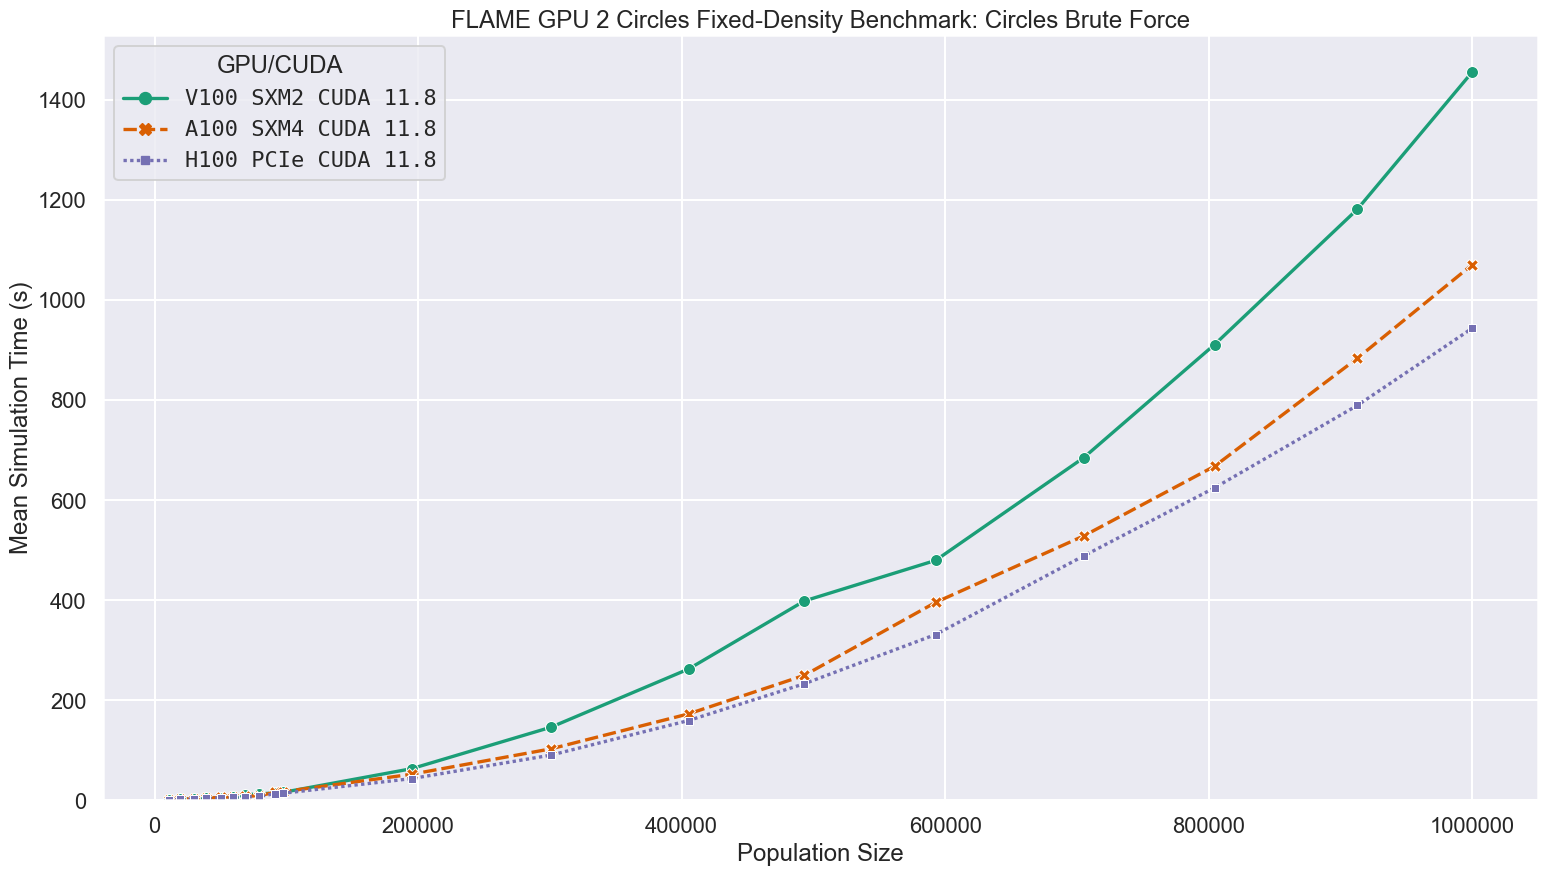 FLAME GPU 2 Circles Fixed-Density Benchmark: Circles Brute Force
GPU/CUDA
V100 SXM2 CUDA 11.8
A100 SXM4 CUDA 11.8
H100 PCIe CUDA 11.8
Mean Simulation Time (s)
1400
1200
1000
800
600
400
200
0
0 200000 400000 600000 800000 1000000
Population Size